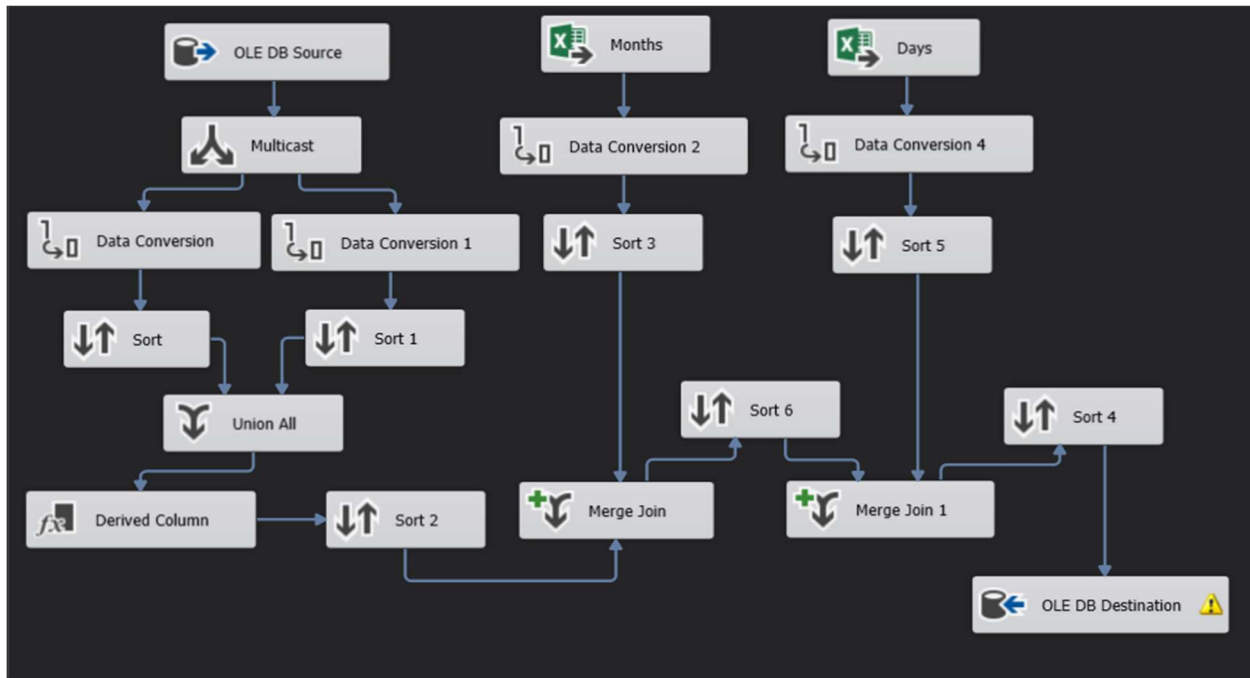 OLE DB Source
Months
Days
Multicast
Data Conversion 2
Data Conversion 4
Data Conversion
Data Conversion 1
Sort 3
Sort 5
Sort
Sort 1
Union All
Sort 6
Sort 4
Derived Column
Sort 2
Merge Join
Merge Join 1
OLE DB Destination